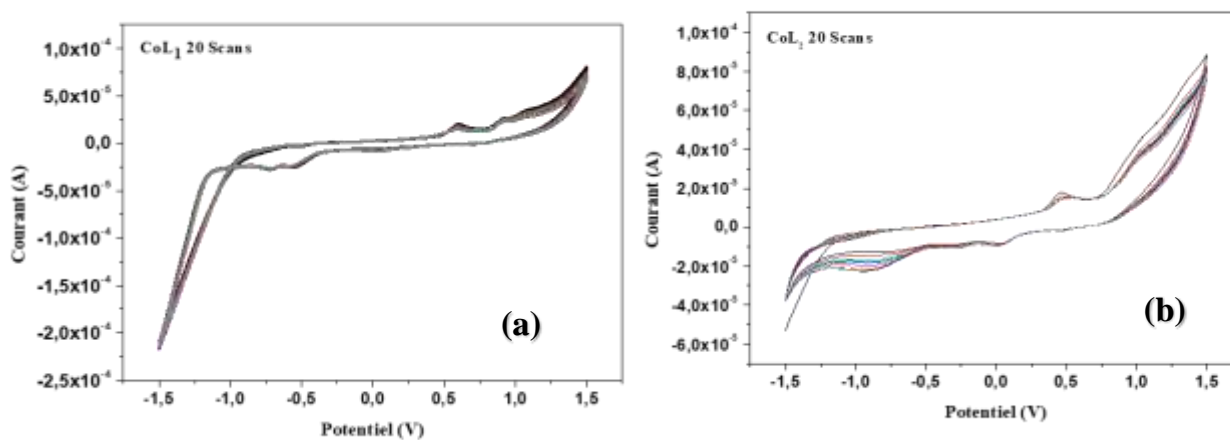 CoL₁ 20 Scans
1,0x10⁻⁴
5,0x10⁻⁵
0,0
-5,0x10⁻⁵
-1,0x10⁻⁴
-1,5x10⁻⁴
-2,0x10⁻⁴
-2,5x10⁻⁴
Courant (A)
-1,5 -1,0 -0,5 0,0 0,5 1,0 1,5
Potentiel (V)
(a)
CoL₂ 20 Scans
1,0x10⁻⁴
8,0x10⁻⁵
6,0x10⁻⁵
4,0x10⁻⁵
2,0x10⁻⁵
0,0
-2,0x10⁻⁵
-4,0x10⁻⁵
-6,0x10⁻⁵
Courant (A)
-1,5 -1,0 -0,5 0,0 0,5 1,0 1,5
Potentiel (V)
(b)